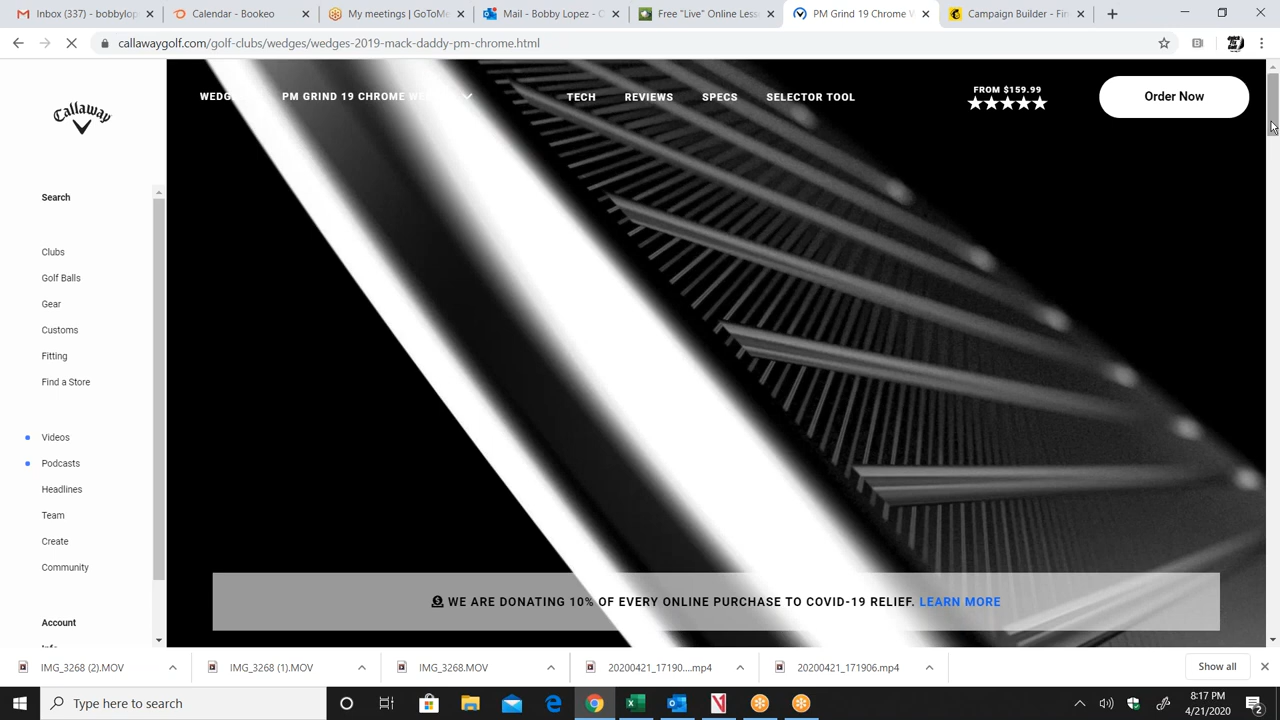 Inbox (337) - bobbylop
Calendar - Bookeo
My meetings | GoToMe
Mail - Bobby Lopez - C
Free "Live" Online Less
PM Grind 19 Chrome W
Campaign Builder - Fin
callawaygolf.com/golf-clubs/wedges/wedges-2019-mack-daddy-pm-chrome.html
Callaway
WEDG
PM GRIND 19 CHROME WE
TECH
REVIEWS
SPECS
SELECTOR TOOL
FROM $159.99
Order Now
Search
Clubs
Golf Balls
Gear
Customs
Fitting
Find a Store
Videos
Podcasts
Headlines
Team
Create
Community
Account
WE ARE DONATING 10% OF EVERY ONLINE PURCHASE TO COVID-19 RELIEF. LEARN MORE
IMG_3268 (2).MOV
IMG_3268 (1).MOV
IMG_3268.MOV
20200421_17190....mp4
20200421_171906.mp4
Show all
Type here to search
8:17 PM
4/21/2020
2